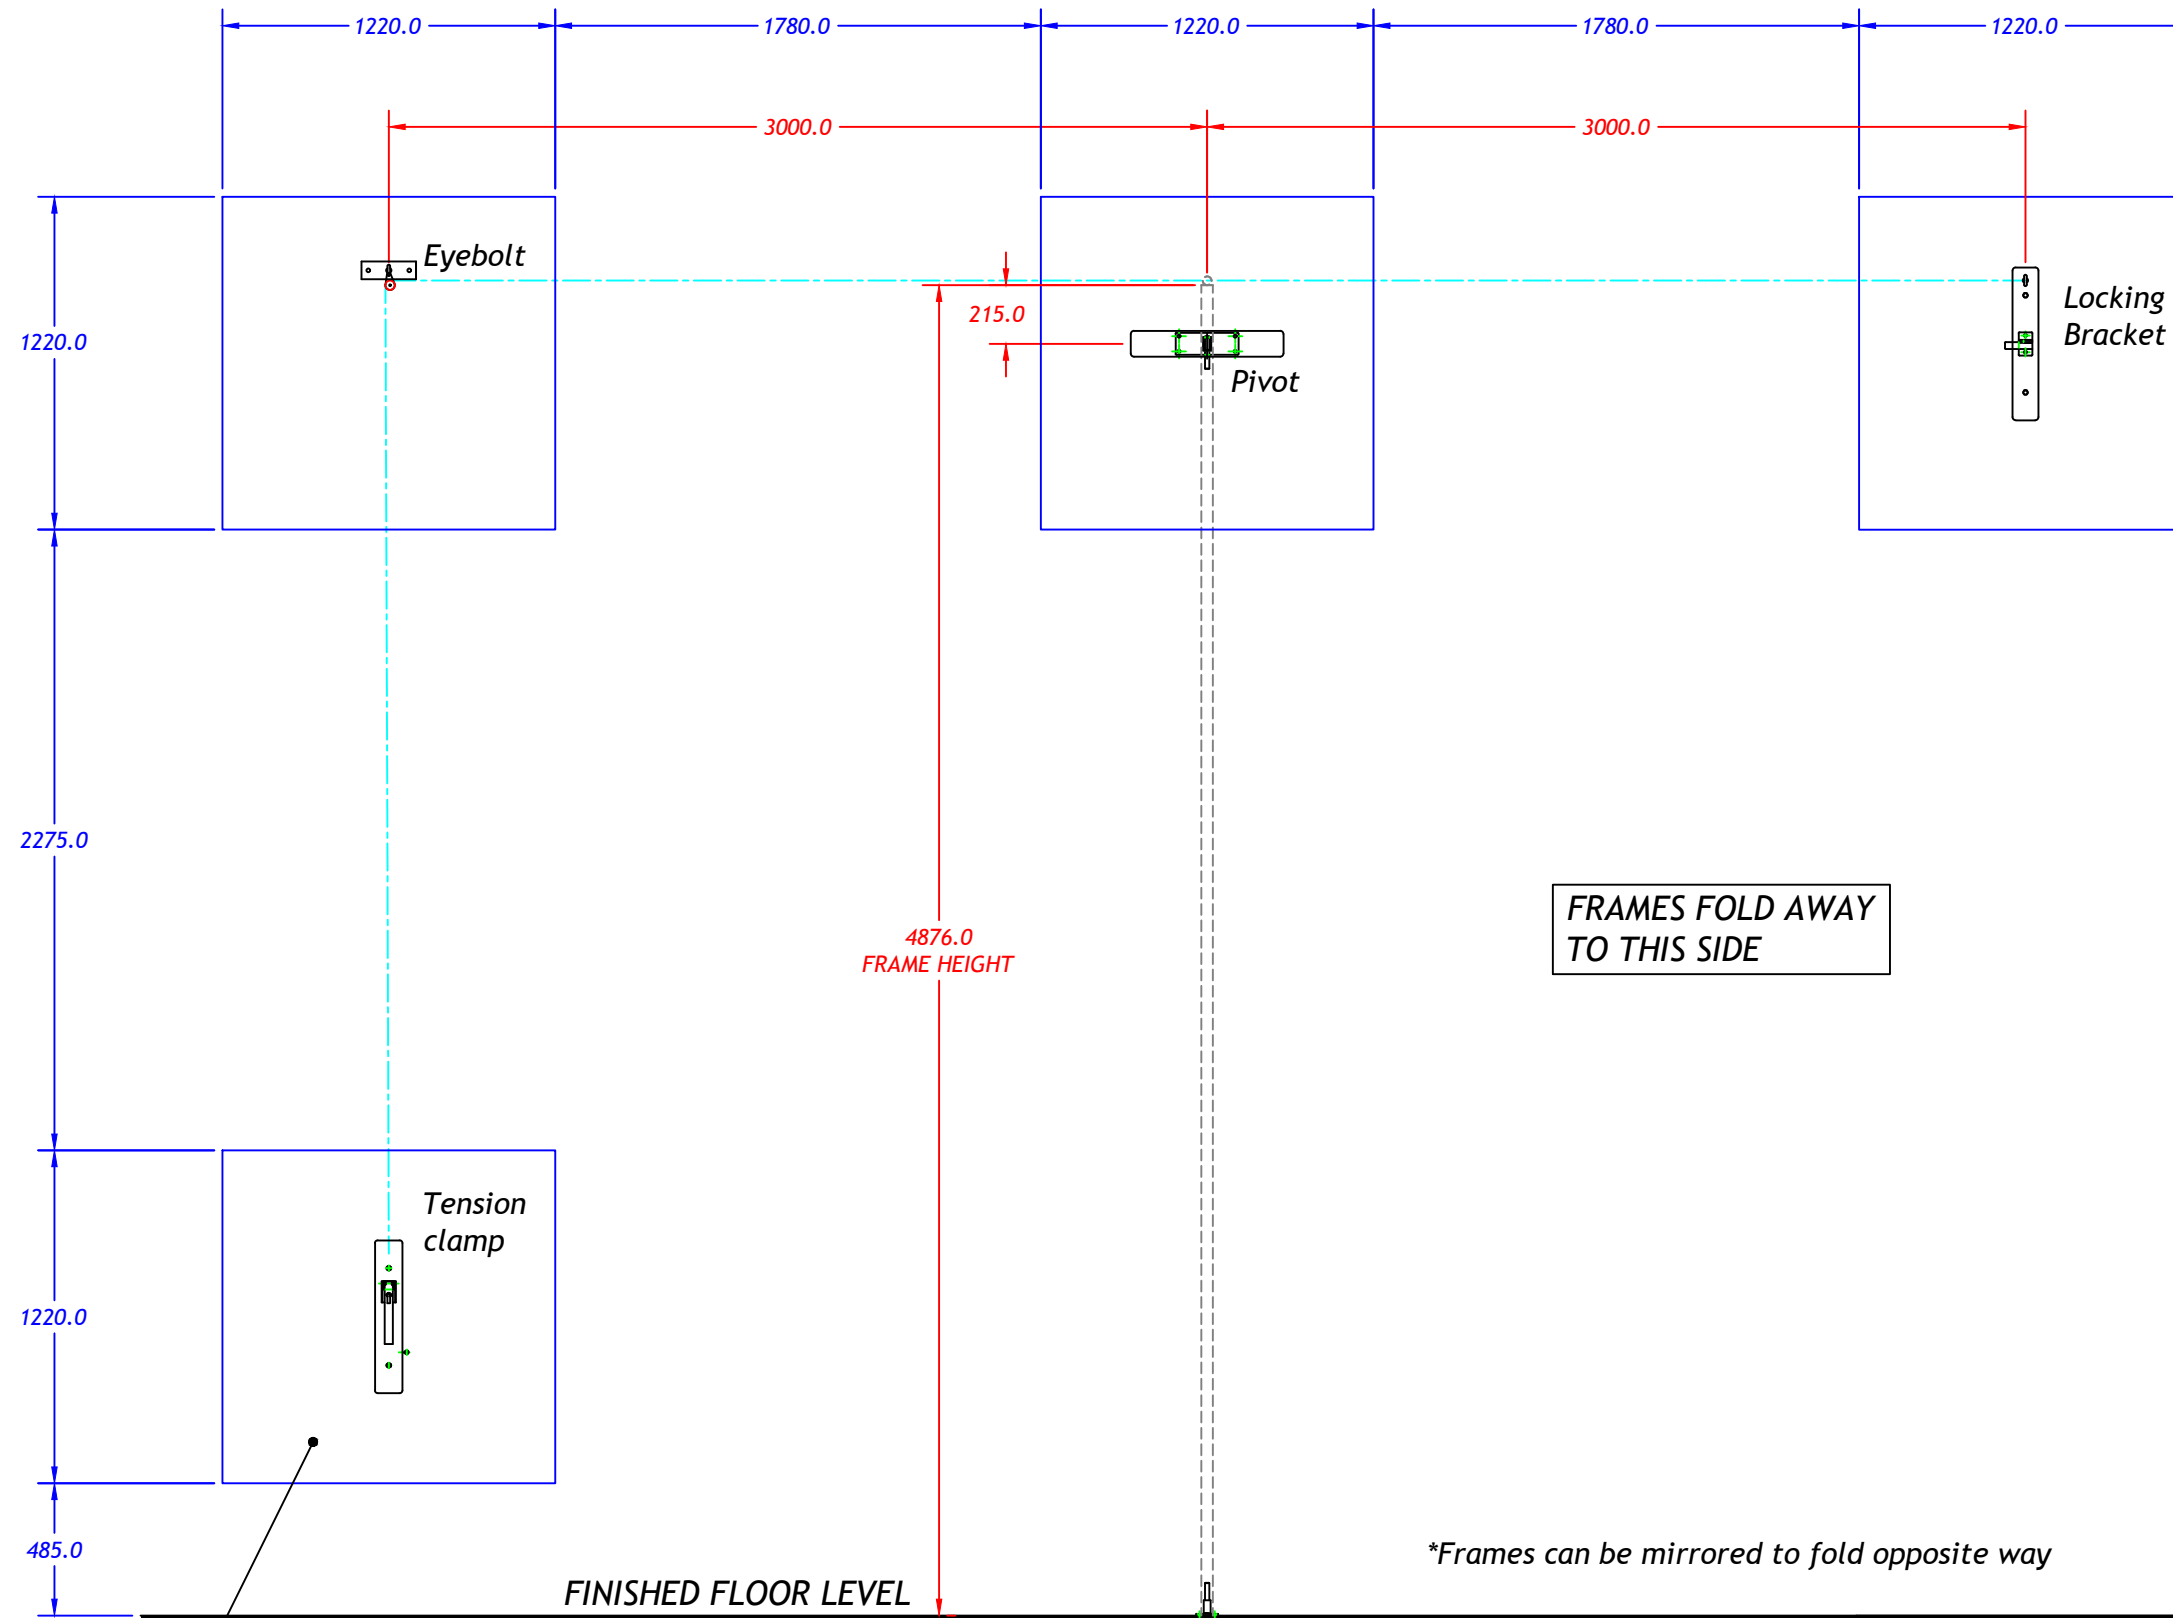 1220.0 1780.0 1220.0 1780.0 1220.0
3000.0 3000.0
Eyebolt
Locking
Bracket
215.0
1220.0
Pivot
2275.0
FRAMES FOLD AWAY
TO THIS SIDE
4876.0
FRAME HEIGHT
Tension
clamp
1220.0
485.0
*Frames can be mirrored to fold opposite way
FINISHED FLOOR LEVEL